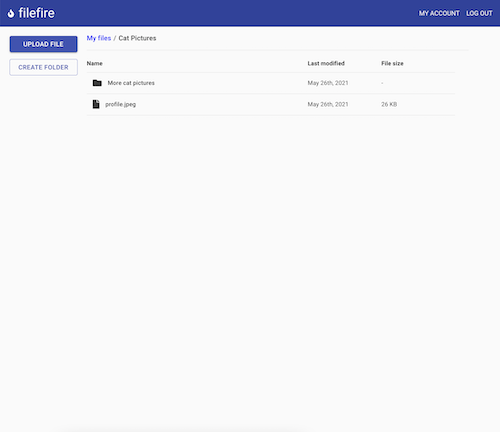 filefire
MY ACCOUNT LOG OUT
UPLOAD FILE
CREATE FOLDER
My files / Cat Pictures
Name Last modified File size
More cat pictures May 26th, 2021 -
profile.jpeg May 26th, 2021 26 KB